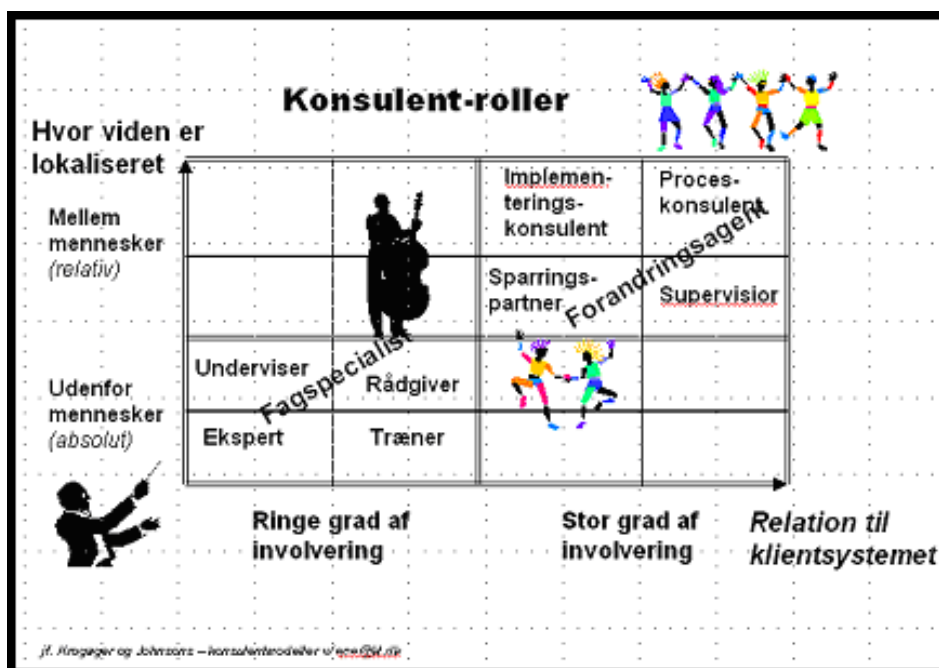 Konsulent-roller
Hvor viden er
lokaliseret
Mellem
mennesker
(relativ)
Implemen-
terings-
konsulent
Proces-
konsulent
Sparrings-
partner
Forandringsagent
Supervisior
Underviser
Fagspecialist
Rådgiver
Udenfor
mennesker
(absolut)
Ekspert
Træner
Ringe grad af
involvering
Stor grad af
involvering
Relation til
klientsystemet
jf. og Johnsons –